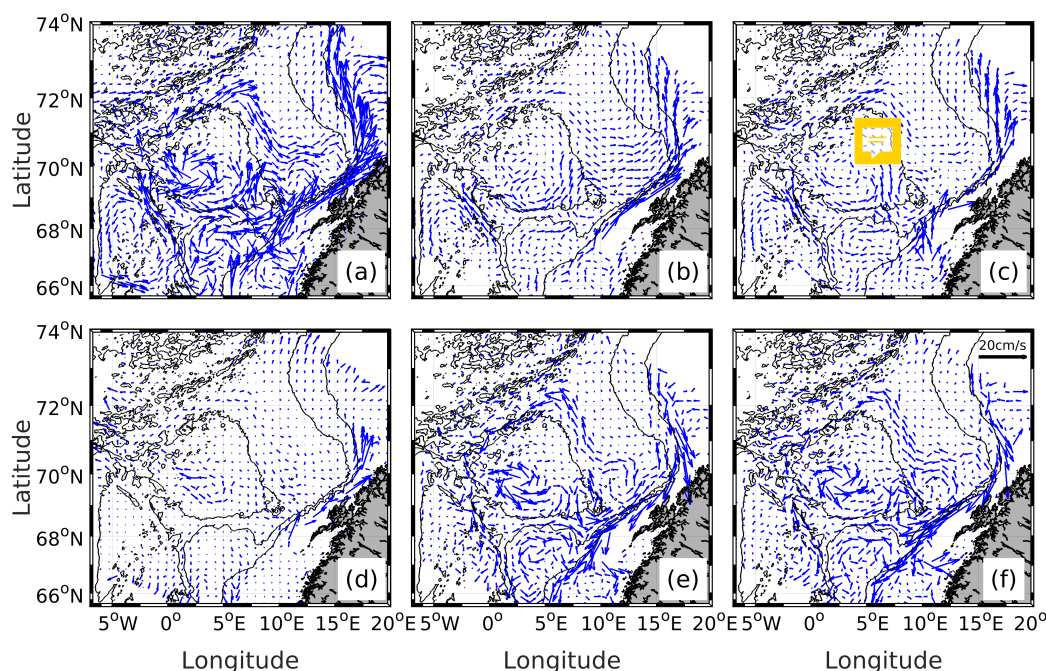 74°N
72°N
70°N
68°N
66°N
Latitude
(a)
(b)
(c)
74°N
72°N
70°N
68°N
66°N
Latitude
(d)
(e)
20cm/s
(f)
5°W 0° 5°E 10°E 15°E 20°E 5°W 0° 5°E 10°E 15°E 20°E 5°W 0° 5°E 10°E 15°E 20°
Longitude Longitude Longitude